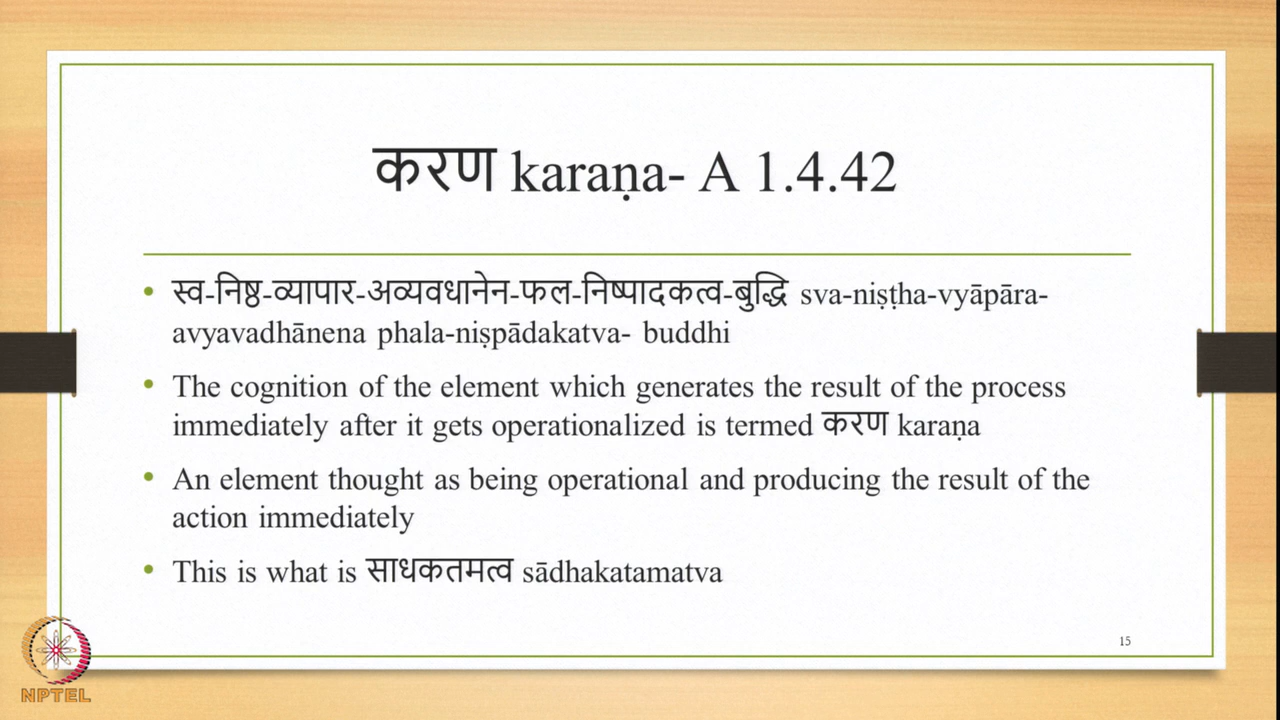 करण karaṇa- A 1.4.42
• स्व-निष्ठ-व्यापार-अव्यवधानेन-फल-निष्पादकत्व-बुद्धि sva-niṣṭha-vyāpāra-
avyavadhānena phala-niṣpādakatva- buddhi
• The cognition of the element which generates the result of the process
immediately after it gets operationalized is termed करण karaṇa
• An element thought as being operational and producing the result of the
action immediately
• This is what is साधकतमत्व sādhakatamatva
15
NPTEL